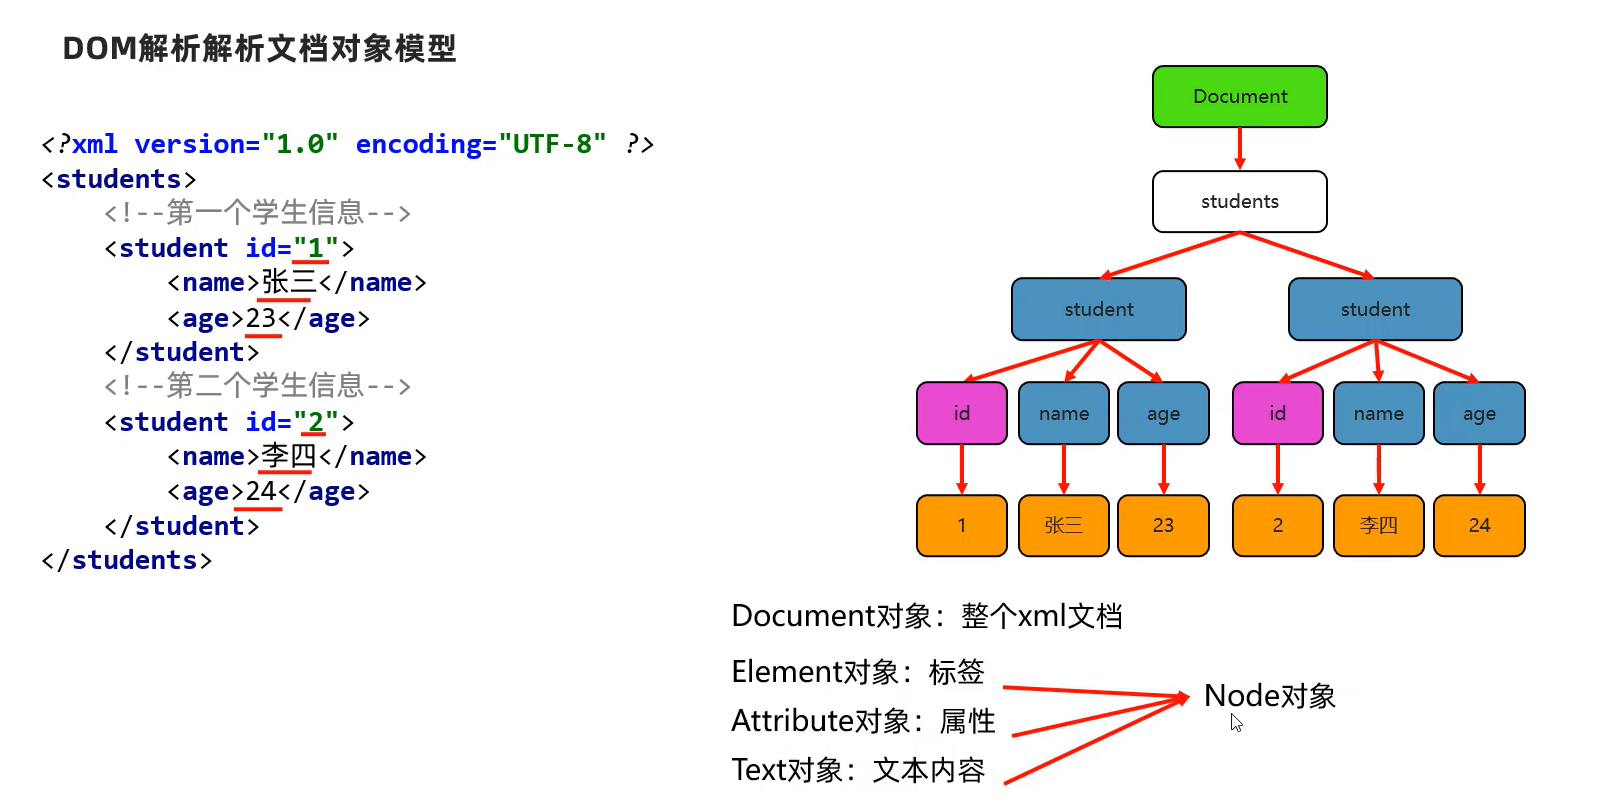 DOM解析解析文档对象模型
<?xml version="1.0" encoding="UTF-8" ?>
<students>
<!--第一个学生信息-->
<student id="1">
<name>张三</name>
<age>23</age>
</student>
<!--第二个学生信息-->
<student id="2">
<name>李四</name>
<age>24</age>
</student>
</students>
Document
students
student student
id name age id name age
1 张三 23 2 李四 24
Document对象：整个xml文档
Element对象：标签
Attribute对象：属性
Text对象：文本内容
Node对象